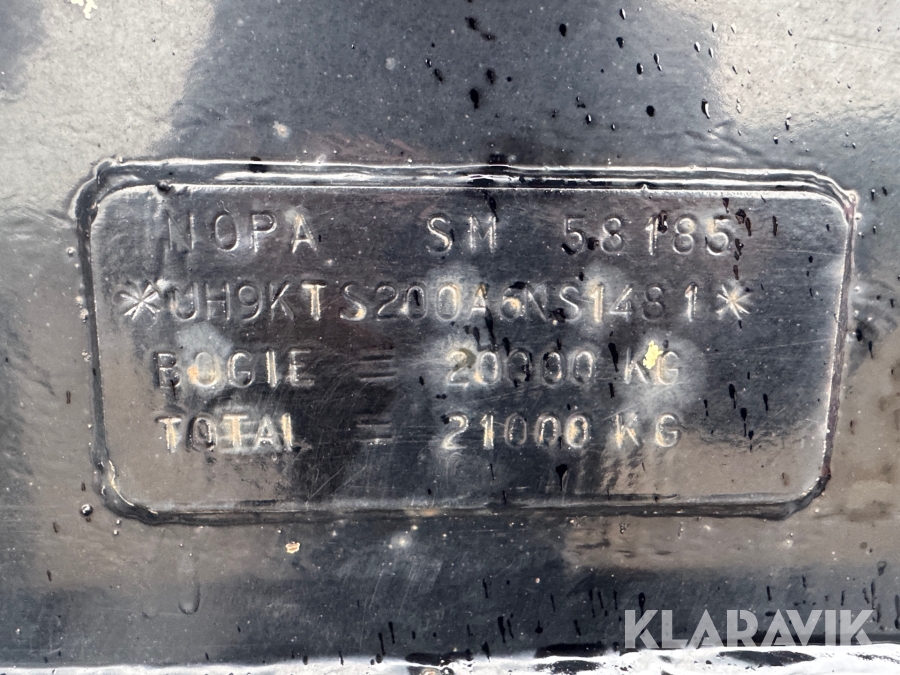 NOPA SM 58185
*UH9KTS200A6NS1481*
BOGIE = 20000 KG
TOTAL = 21000 KG
KLARAVIK